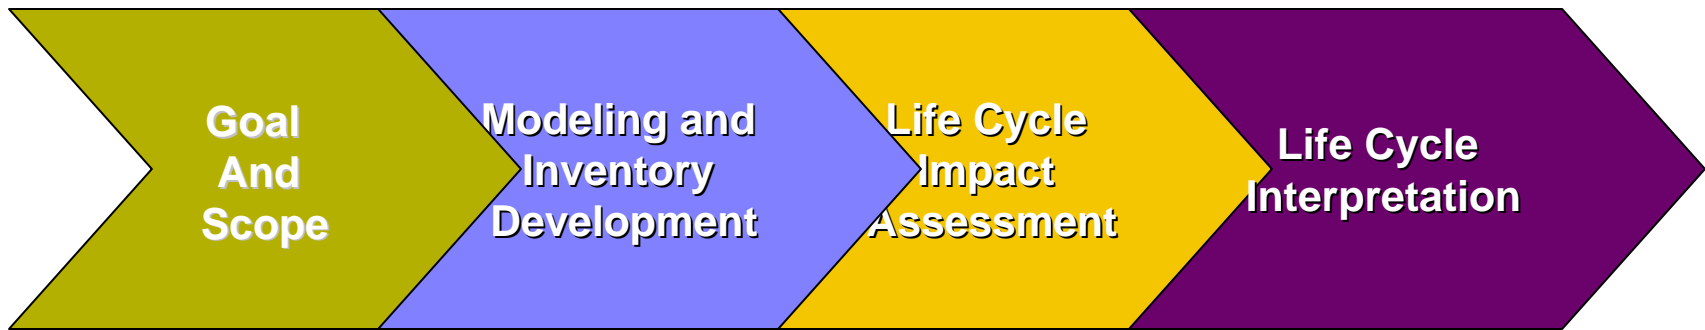 Goal
And
Scope
Modeling and
Inventory
Development
Life Cycle
Impact
Assessment
Life Cycle
Interpretation